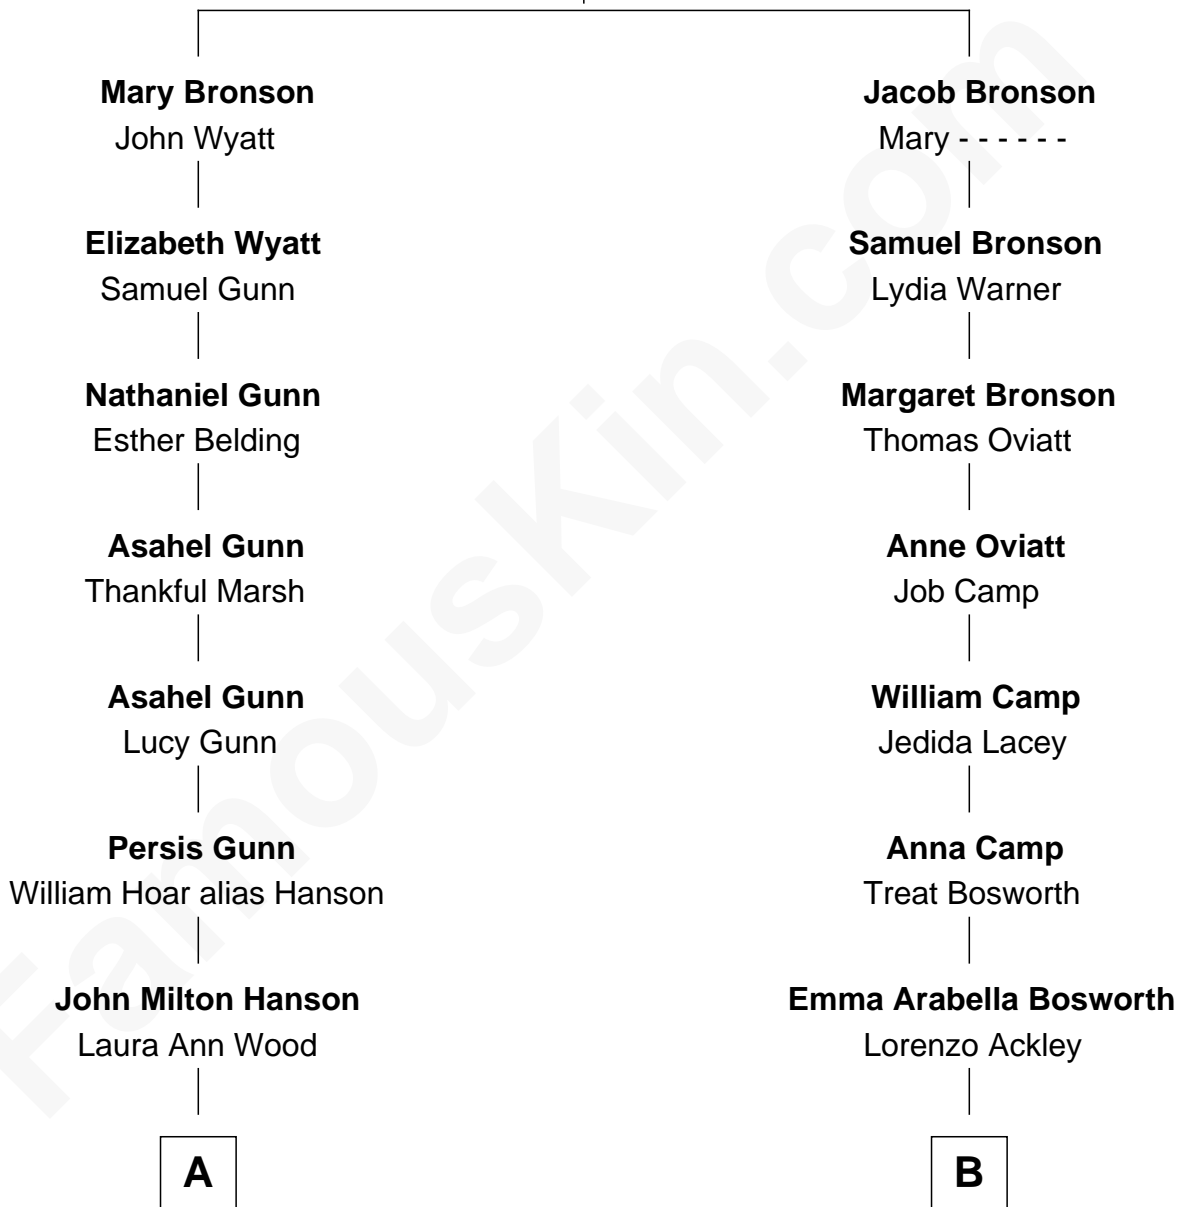 Mary Bronson
John Wyatt
Elizabeth Wyatt
Samuel Gunn
Nathaniel Gunn
Esther Belding
Asahel Gunn
Thankful Marsh
Asahel Gunn
Lucy Gunn
Persis Gunn
William Hoar alias Hanson
John Milton Hanson
Laura Ann Wood
A
Jacob Bronson
Mary - - - - - -
Samuel Bronson
Lydia Warner
Margaret Bronson
Thomas Oviatt
Anne Oviatt
Job Camp
William Camp
Jedida Lacey
Anna Camp
Treat Bosworth
Emma Arabella Bosworth
Lorenzo Ackley
B
FamousKin.com